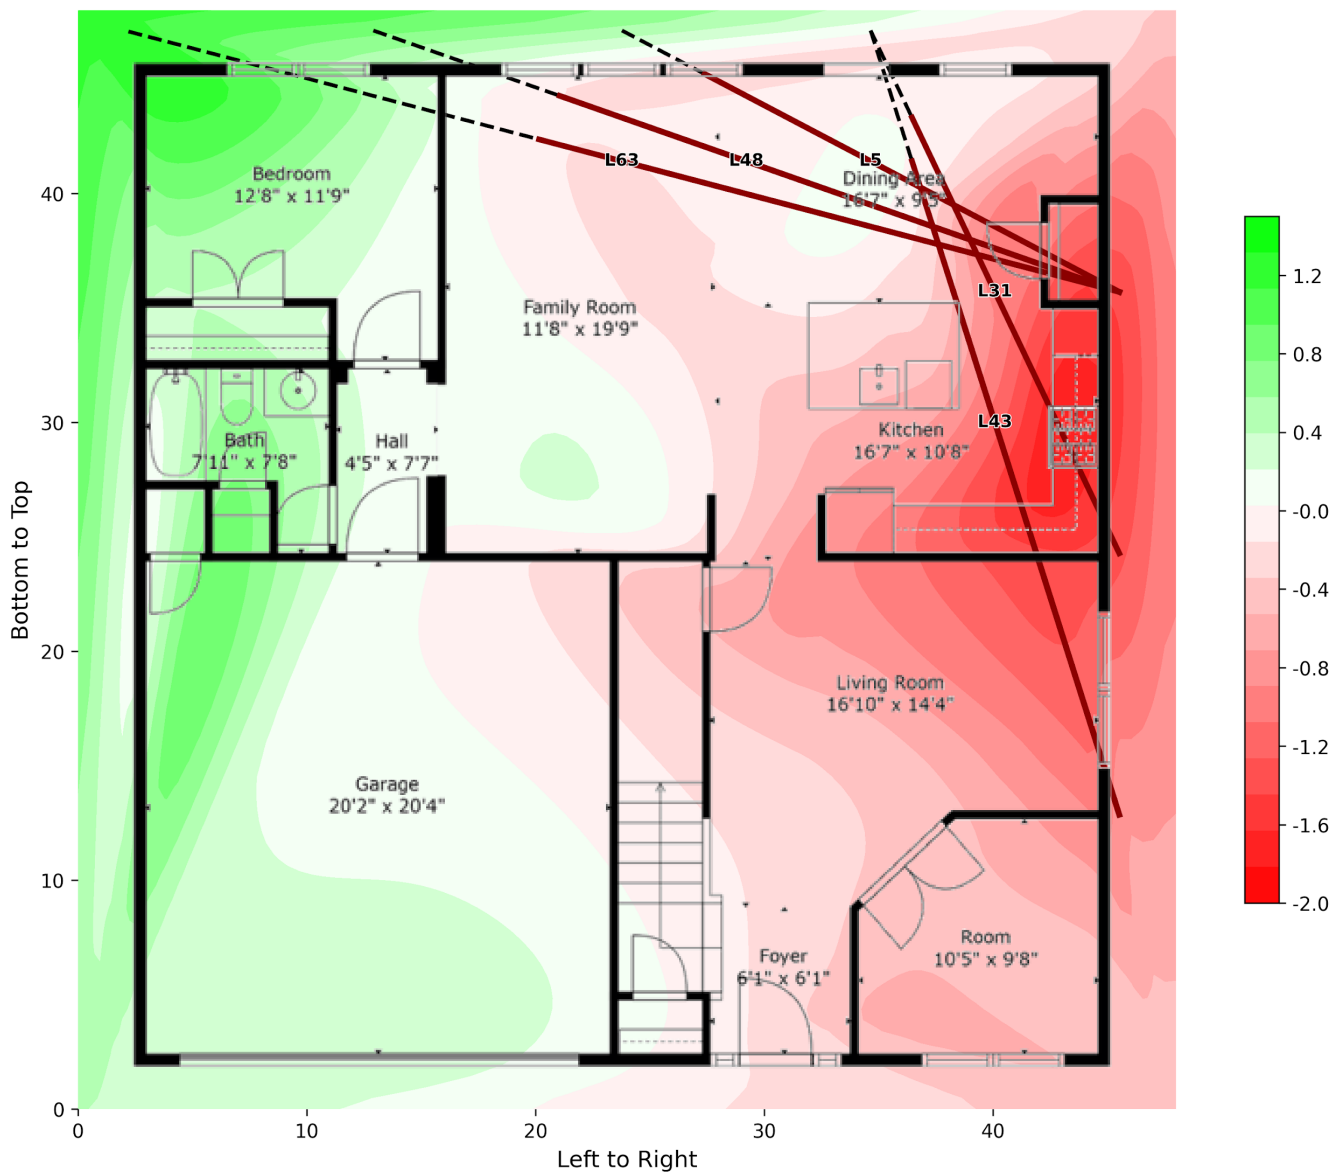 L63
L48
L5
Bedroom
12'8" x 11'9"
Dining Area
16'7" x 9'5"
40
L31
Family Room
11'8" x 19'9"
1.2
0.8
30
L43
Kitchen
16'7" x 10'8"
Bath
7'11" x 7'8"
Hall
4'5" x 7'7"
0.4
-0.0
-0.4
Bottom to Top
20
Living Room
16'10" x 14'4"
-0.8
-1.2
Garage
20'2" x 20'4"
-1.6
-2.0
10
Foyer
6'1" x 6'1"
Room
10'5" x 9'8"
0
0
10
20
30
40
Left to Right